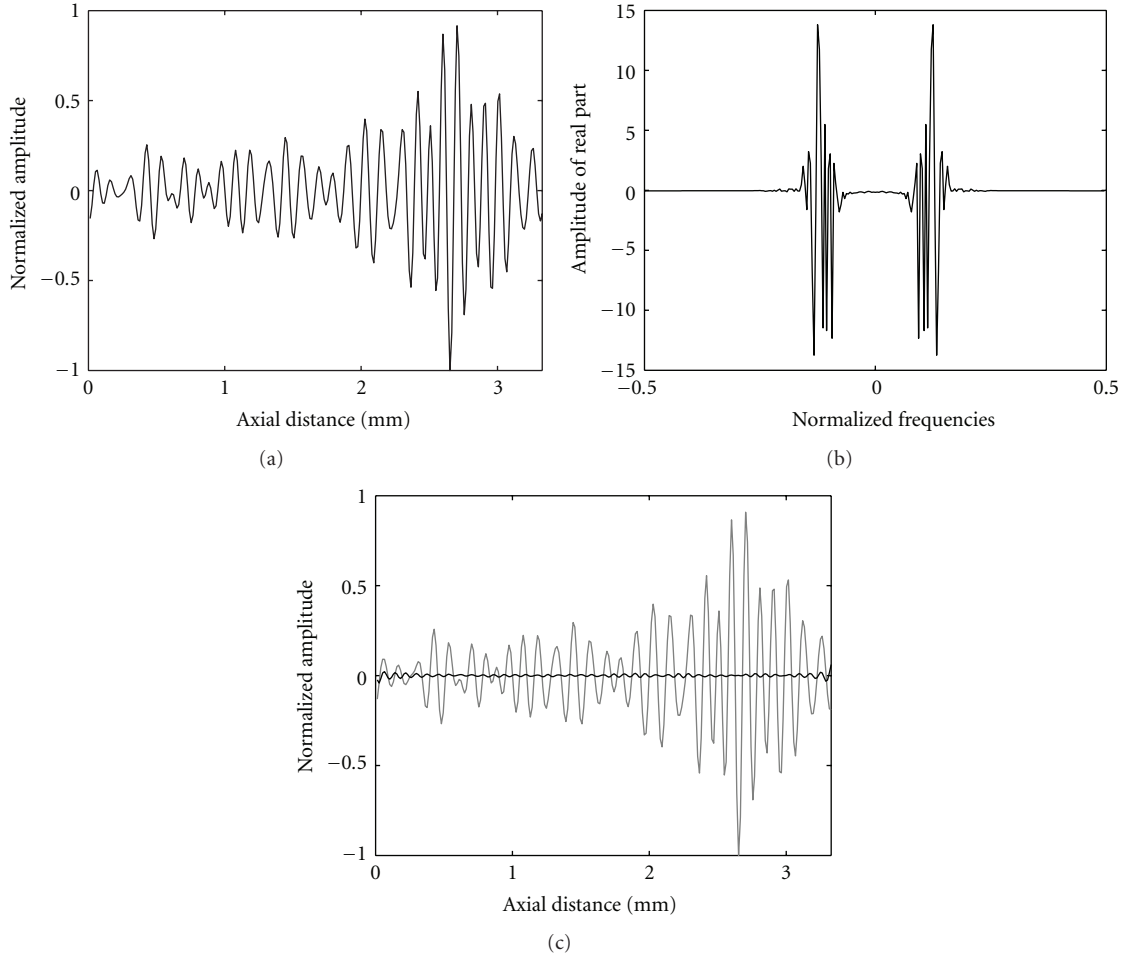 1
0.5
0
−0.5
−1
Normalized amplitude
0 1 2 3
Axial distance (mm)
(a)
15
10
5
0
−5
−10
−15
Amplitude of real part
−0.5 0 0.5
Normalized frequencies
(b)
1
0.5
0
−0.5
−1
Normalized amplitude
0 1 2 3
Axial distance (mm)
(c)